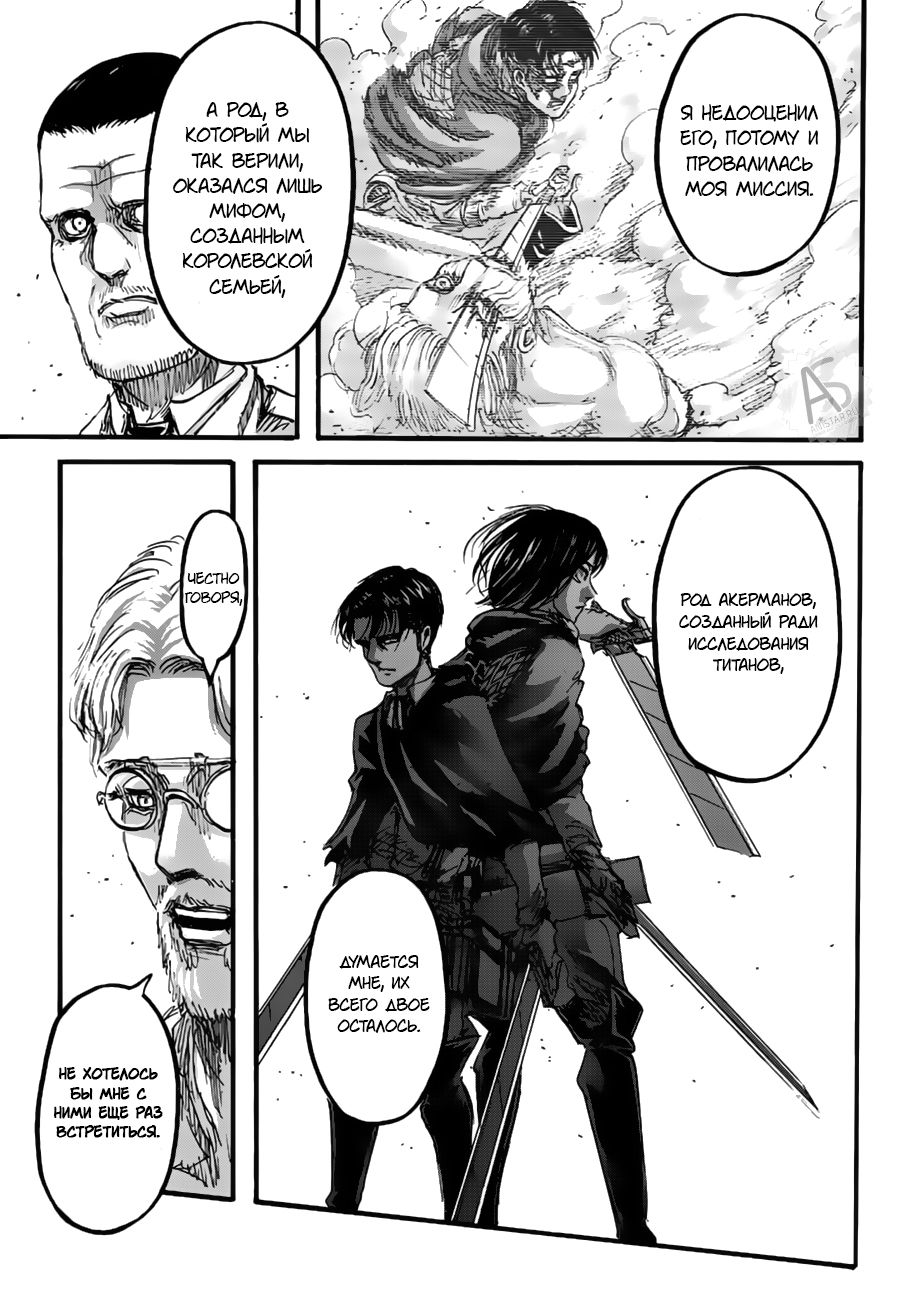 Я НЕДООЦЕНИЛ
ЕГО, ПОТОМУ И
ПРОВАЛИЛАСЬ
МОЯ МИССИЯ.
А РОД, В
КОТОРЫЙ МЫ
ТАК ВЕРИЛИ,
ОКАЗАЛСЯ ЛИШЬ
МИФОМ,
СОЗДАННЫМ
КОРОЛЕВСКОЙ
СЕМЬЕЙ,
РОД АКЕРМАНОВ,
СОЗДАННЫЙ РАДИ
ИССЛЕДОВАНИЯ
ТИТАНОВ,
ДУМАЕТСЯ
МНЕ, ИХ
ВСЕГО ДВОЕ
ОСТАЛОСЬ.
ЧЕСТНО
ГОВОРЯ,
НЕ ХОТЕЛОСЬ
БЫ МНЕ С
НИМИ ЕЩЕ РАЗ
ВСТРЕТИТЬСЯ.